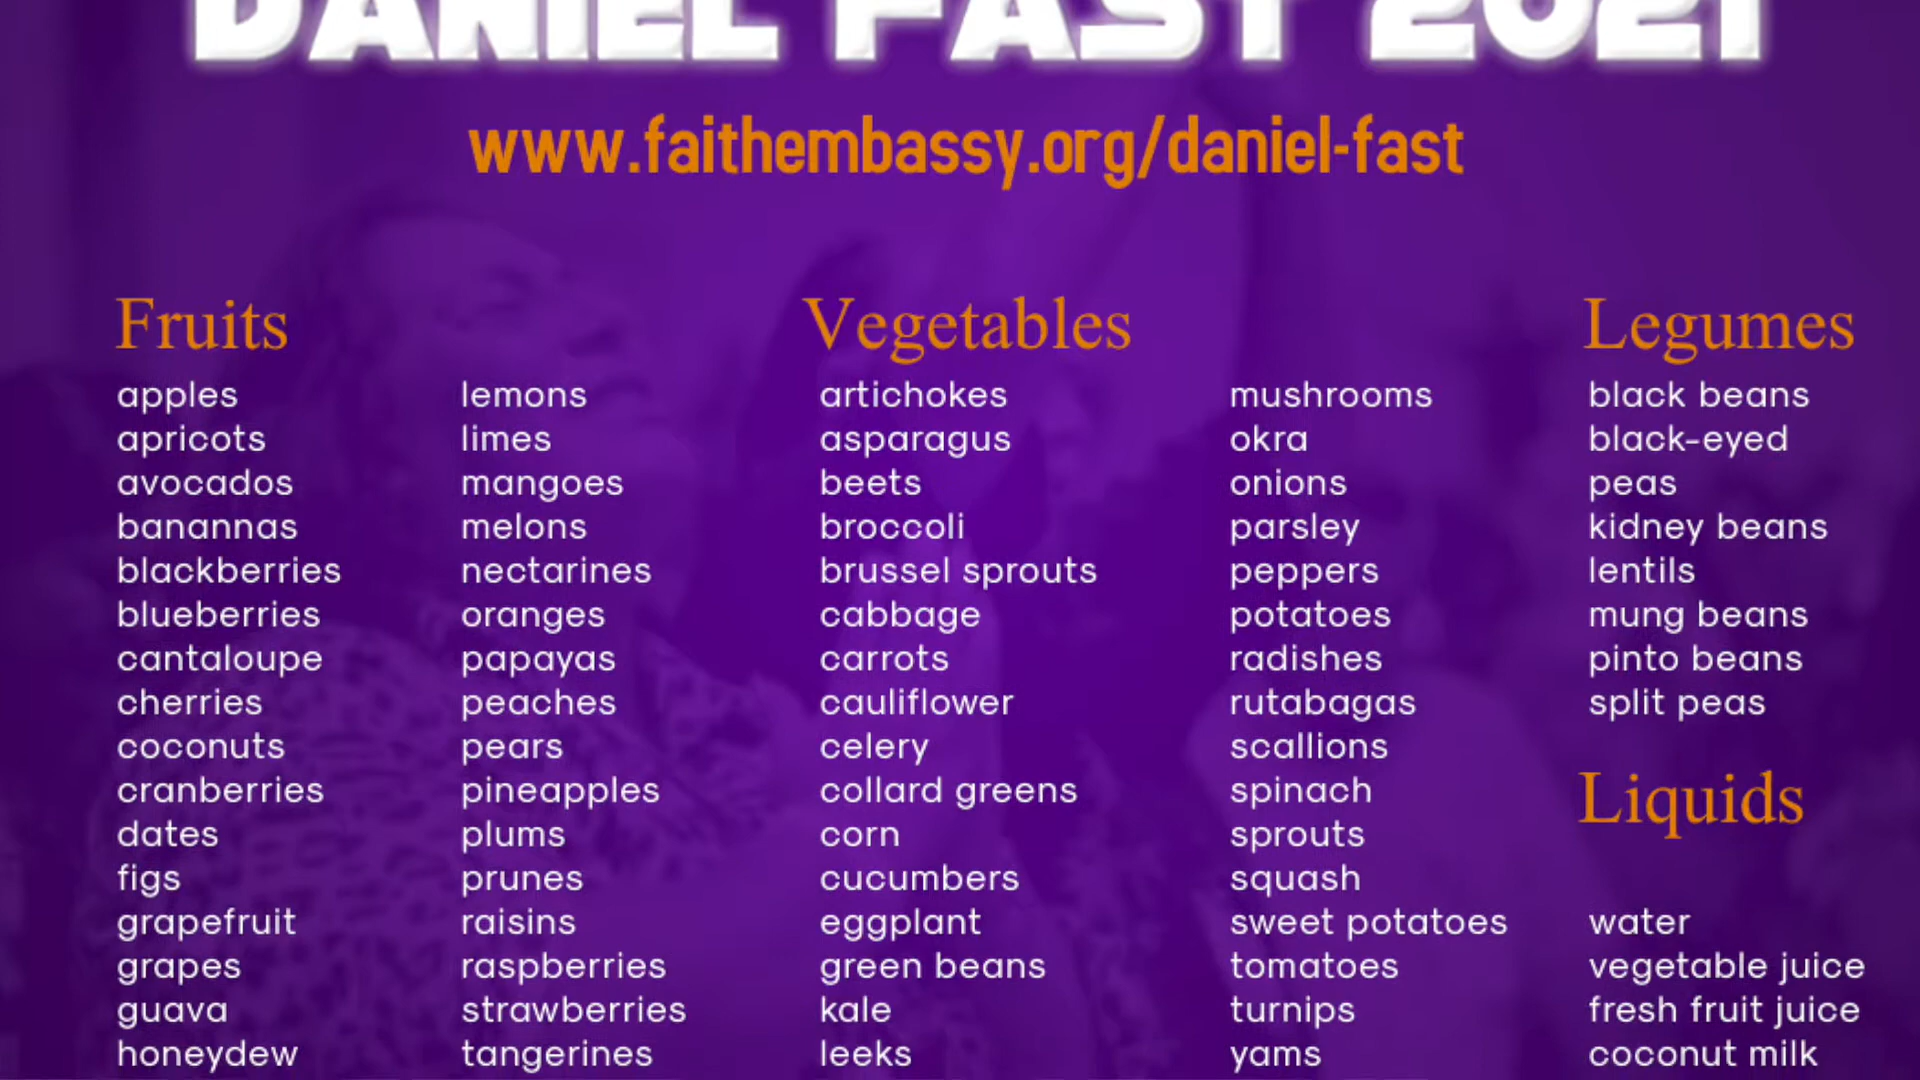 DANIEL FAST 2021
www.faithembassy.org/daniel-fast
Fruits
apples
apricots
avocados
banannas
blackberries
blueberries
cantaloupe
cherries
coconuts
cranberries
dates
figs
grapefruit
grapes
guava
honeydew
lemons
limes
mangoes
melons
nectarines
oranges
papayas
peaches
pears
pineapples
plums
prunes
raisins
raspberries
strawberries
tangerines
Vegetables
artichokes
asparagus
beets
broccoli
brussel sprouts
cabbage
carrots
cauliflower
celery
collard greens
corn
cucumbers
eggplant
green beans
kale
leeks
mushrooms
okra
onions
parsley
peppers
potatoes
radishes
rutabagas
scallions
spinach
sprouts
squash
sweet potatoes
tomatoes
turnips
yams
Legumes
black beans
black-eyed
peas
kidney beans
lentils
mung beans
pinto beans
split peas
Liquids
water
vegetable juice
fresh fruit juice
coconut milk